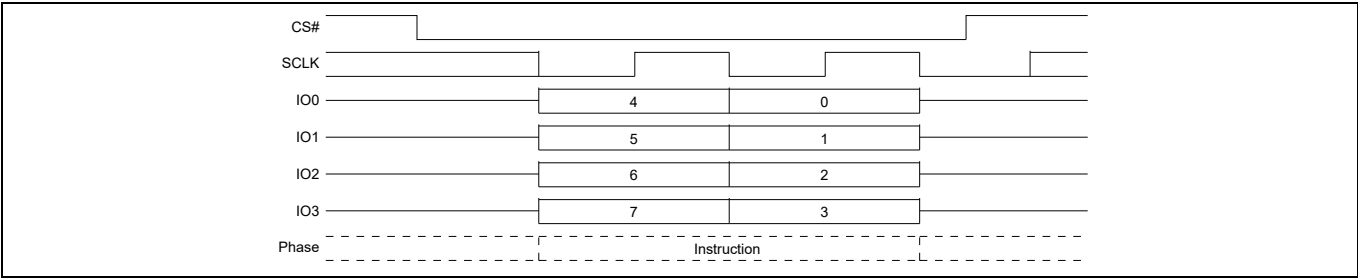 CS#
SCLK
IO0 4 0
IO1 5 1
IO2 6 2
IO3 7 3
Phase Instruction